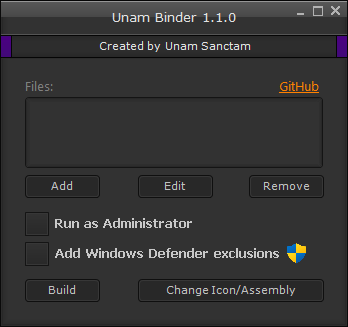 Unam Binder 1.1.0
Created by Unam Sanctam
Files: GitHub
Add Edit Remove
Run as Administrator
Add Windows Defender exclusions
Build Change Icon/Assembly